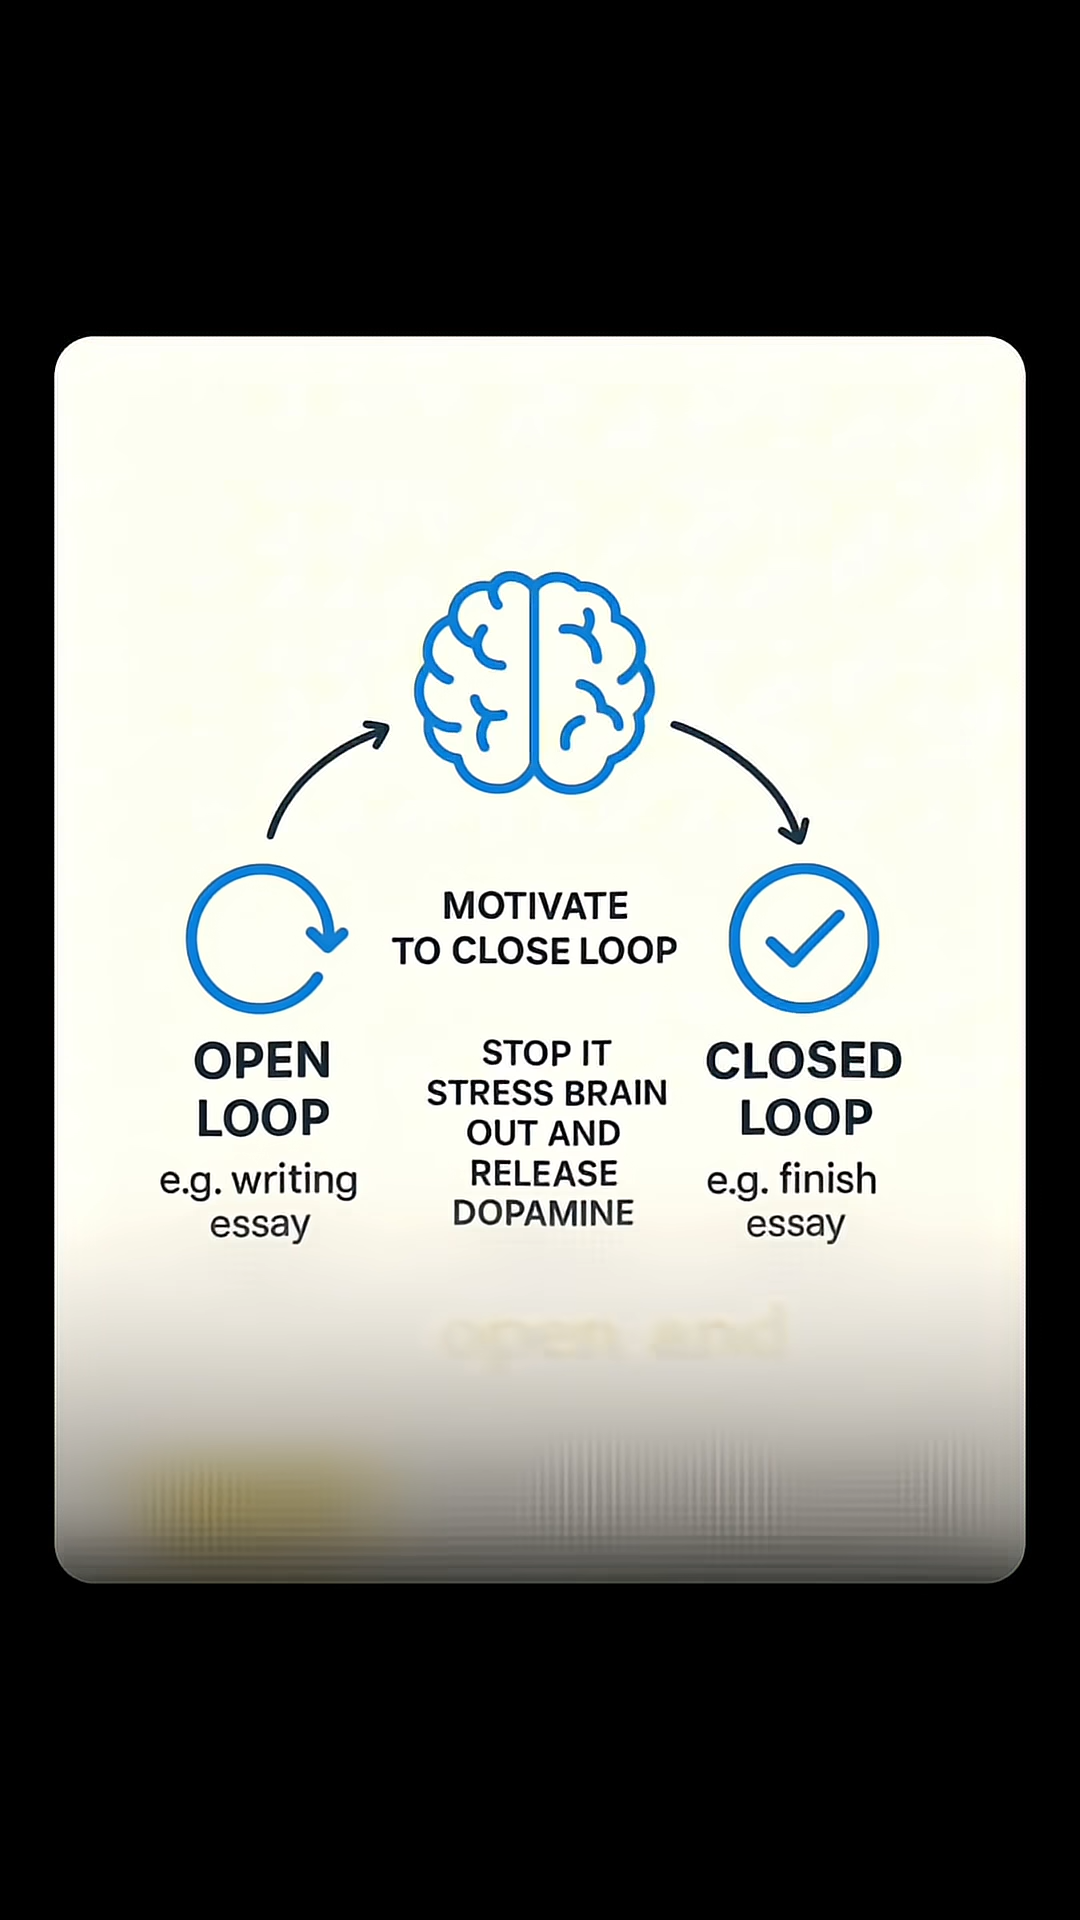 MOTIVATE
TO CLOSE LOOP
OPEN
LOOP
e.g. writing
essay
STOP IT
STRESS BRAIN
OUT AND
RELEASE
DOPAMINE
CLOSED
LOOP
e.g. finish
essay